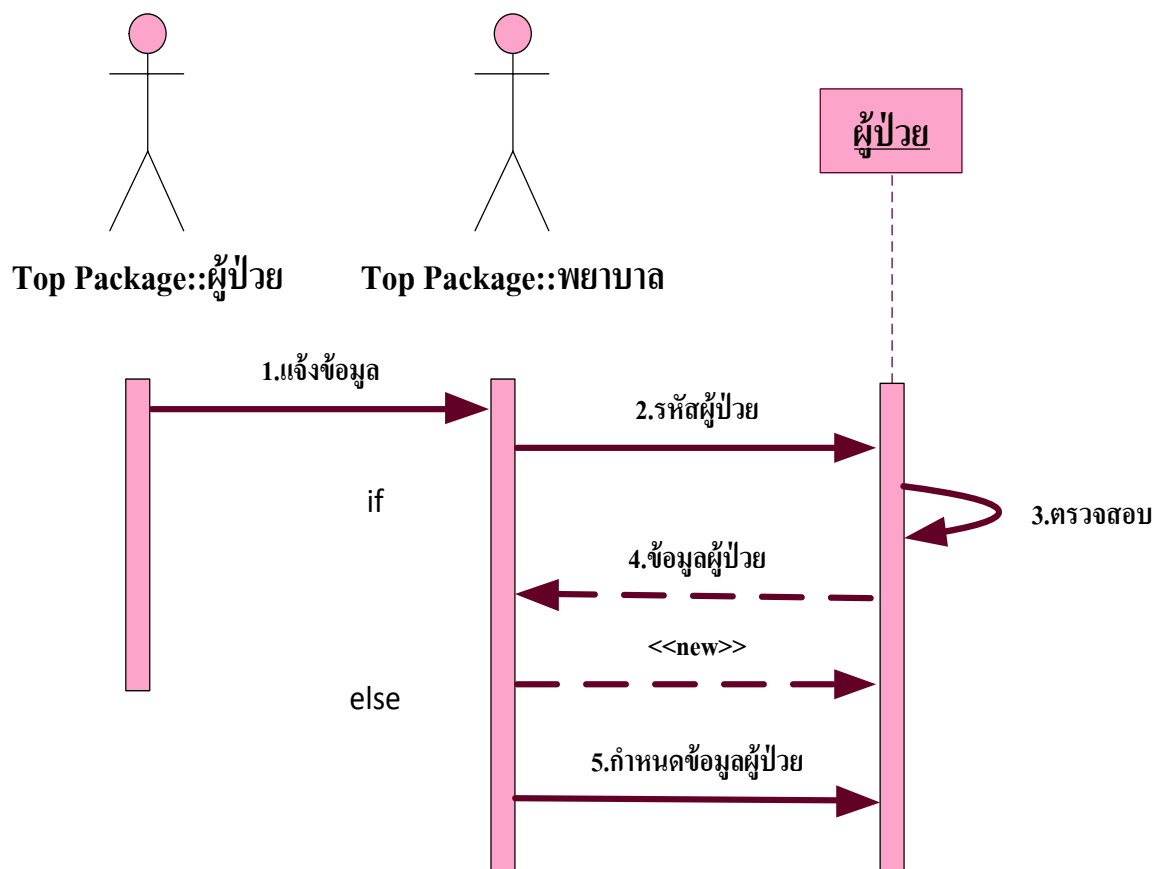 ผู้ป่วย
Top Package::ผู้ป่วย
Top Package::พยาบาล
1.แจ้งข้อมูล
2.รหัสผู้ป่วย
if
3.ตรวจสอบ
4.ข้อมูลผู้ป่วย
<<new>>
else
5.กำหนดข้อมูลผู้ป่วย